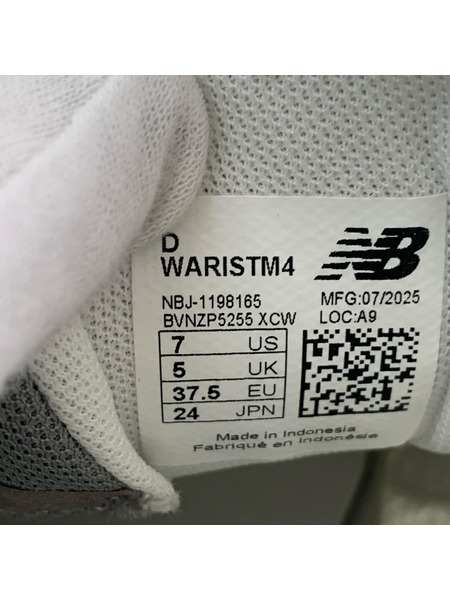 D
WARISTM4
NB
NBJ-1198165
MFG:07/2025
BVNZP5255 XCW
LOC:A9
7 US
5 UK
37.5 EU
24 JPN
Made in Indonesia
Fabriqué en Indonésie